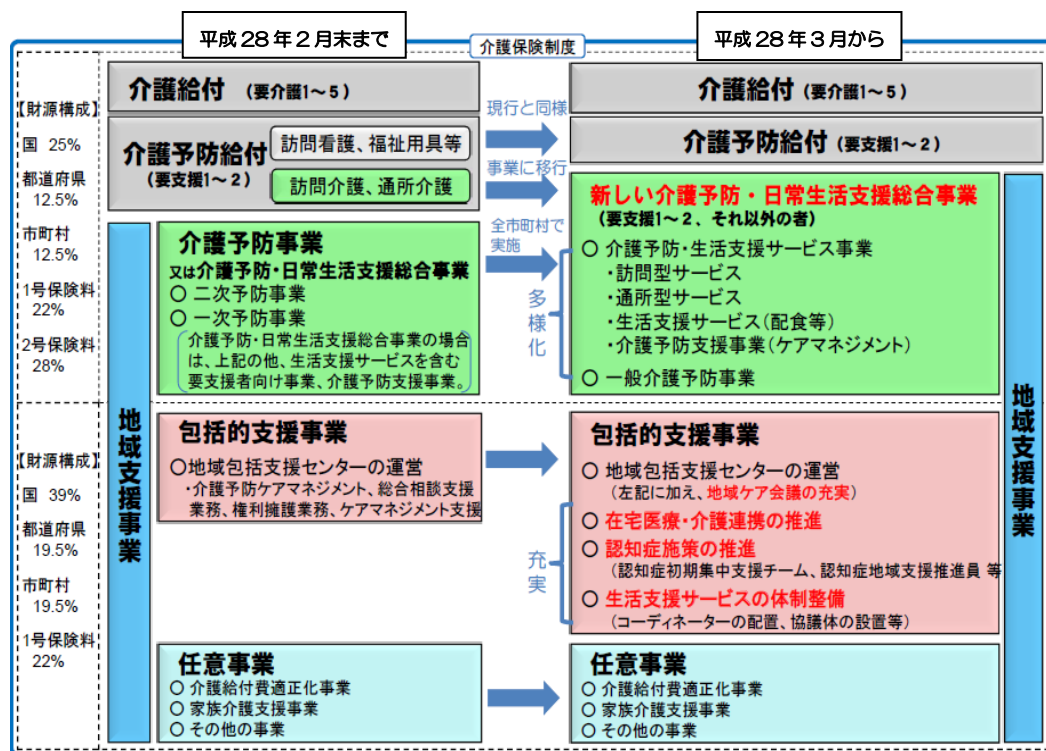 平成28年2月末まで
介護保険制度
平成28年3月から
【財源構成】
国 25%
都道府県
12.5%
市町村
12.5%
1号保険料
22%
2号保険料
28%
【財源構成】
国 39%
都道府県
19.5%
市町村
19.5%
1号保険料
22%
介護給付 (要介護1～5)
介護予防給付
(要支援1～2)
訪問看護、福祉用具等
訪問介護、通所介護
地域支援事業
介護予防事業
又は介護予防・日常生活支援総合事業
○ 二次予防事業
○ 一次予防事業
介護予防・日常生活支援総合事業の場合
は、上記の他、生活支援サービスを含む
要支援者向け事業、介護予防支援事業。
包括的支援事業
○地域包括支援センターの運営
・介護予防ケアマネジメント、総合相談支援
業務、権利擁護業務、ケアマネジメント支援
任意事業
○ 介護給付費適正化事業
○ 家族介護支援事業
○ その他の事業
現行と同様
事業に移行
全市町村で
実施
多様化
充実
介護給付 (要介護1～5)
介護予防給付 (要支援1～2)
新しい介護予防・日常生活支援総合事業
(要支援1～2、それ以外の者)
○ 介護予防・生活支援サービス事業
・訪問型サービス
・通所型サービス
・生活支援サービス(配食等)
・介護予防支援事業(ケアマネジメント)
○ 一般介護予防事業
包括的支援事業
○ 地域包括支援センターの運営
(左記に加え、地域ケア会議の充実)
○ 在宅医療・介護連携の推進
○ 認知症施策の推進
(認知症初期集中支援チーム、認知症地域支援推進員 等
○ 生活支援サービスの体制整備
(コーディネーターの配置、協議体の設置等)
任意事業
○ 介護給付費適正化事業
○ 家族介護支援事業
○ その他の事業
地域支援事業